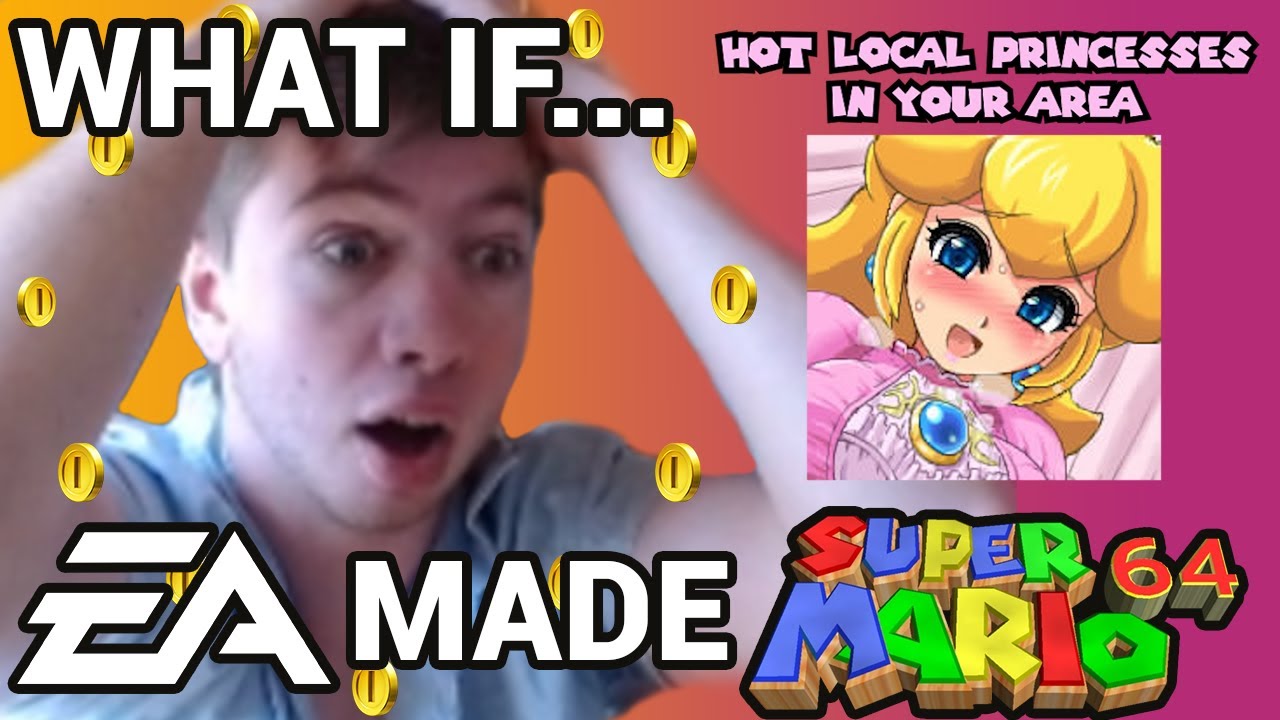 WHAT IF...
HOT LOCAL PRINCESSES
IN YOUR AREA
EA MADE
SUPER
MARIO 64